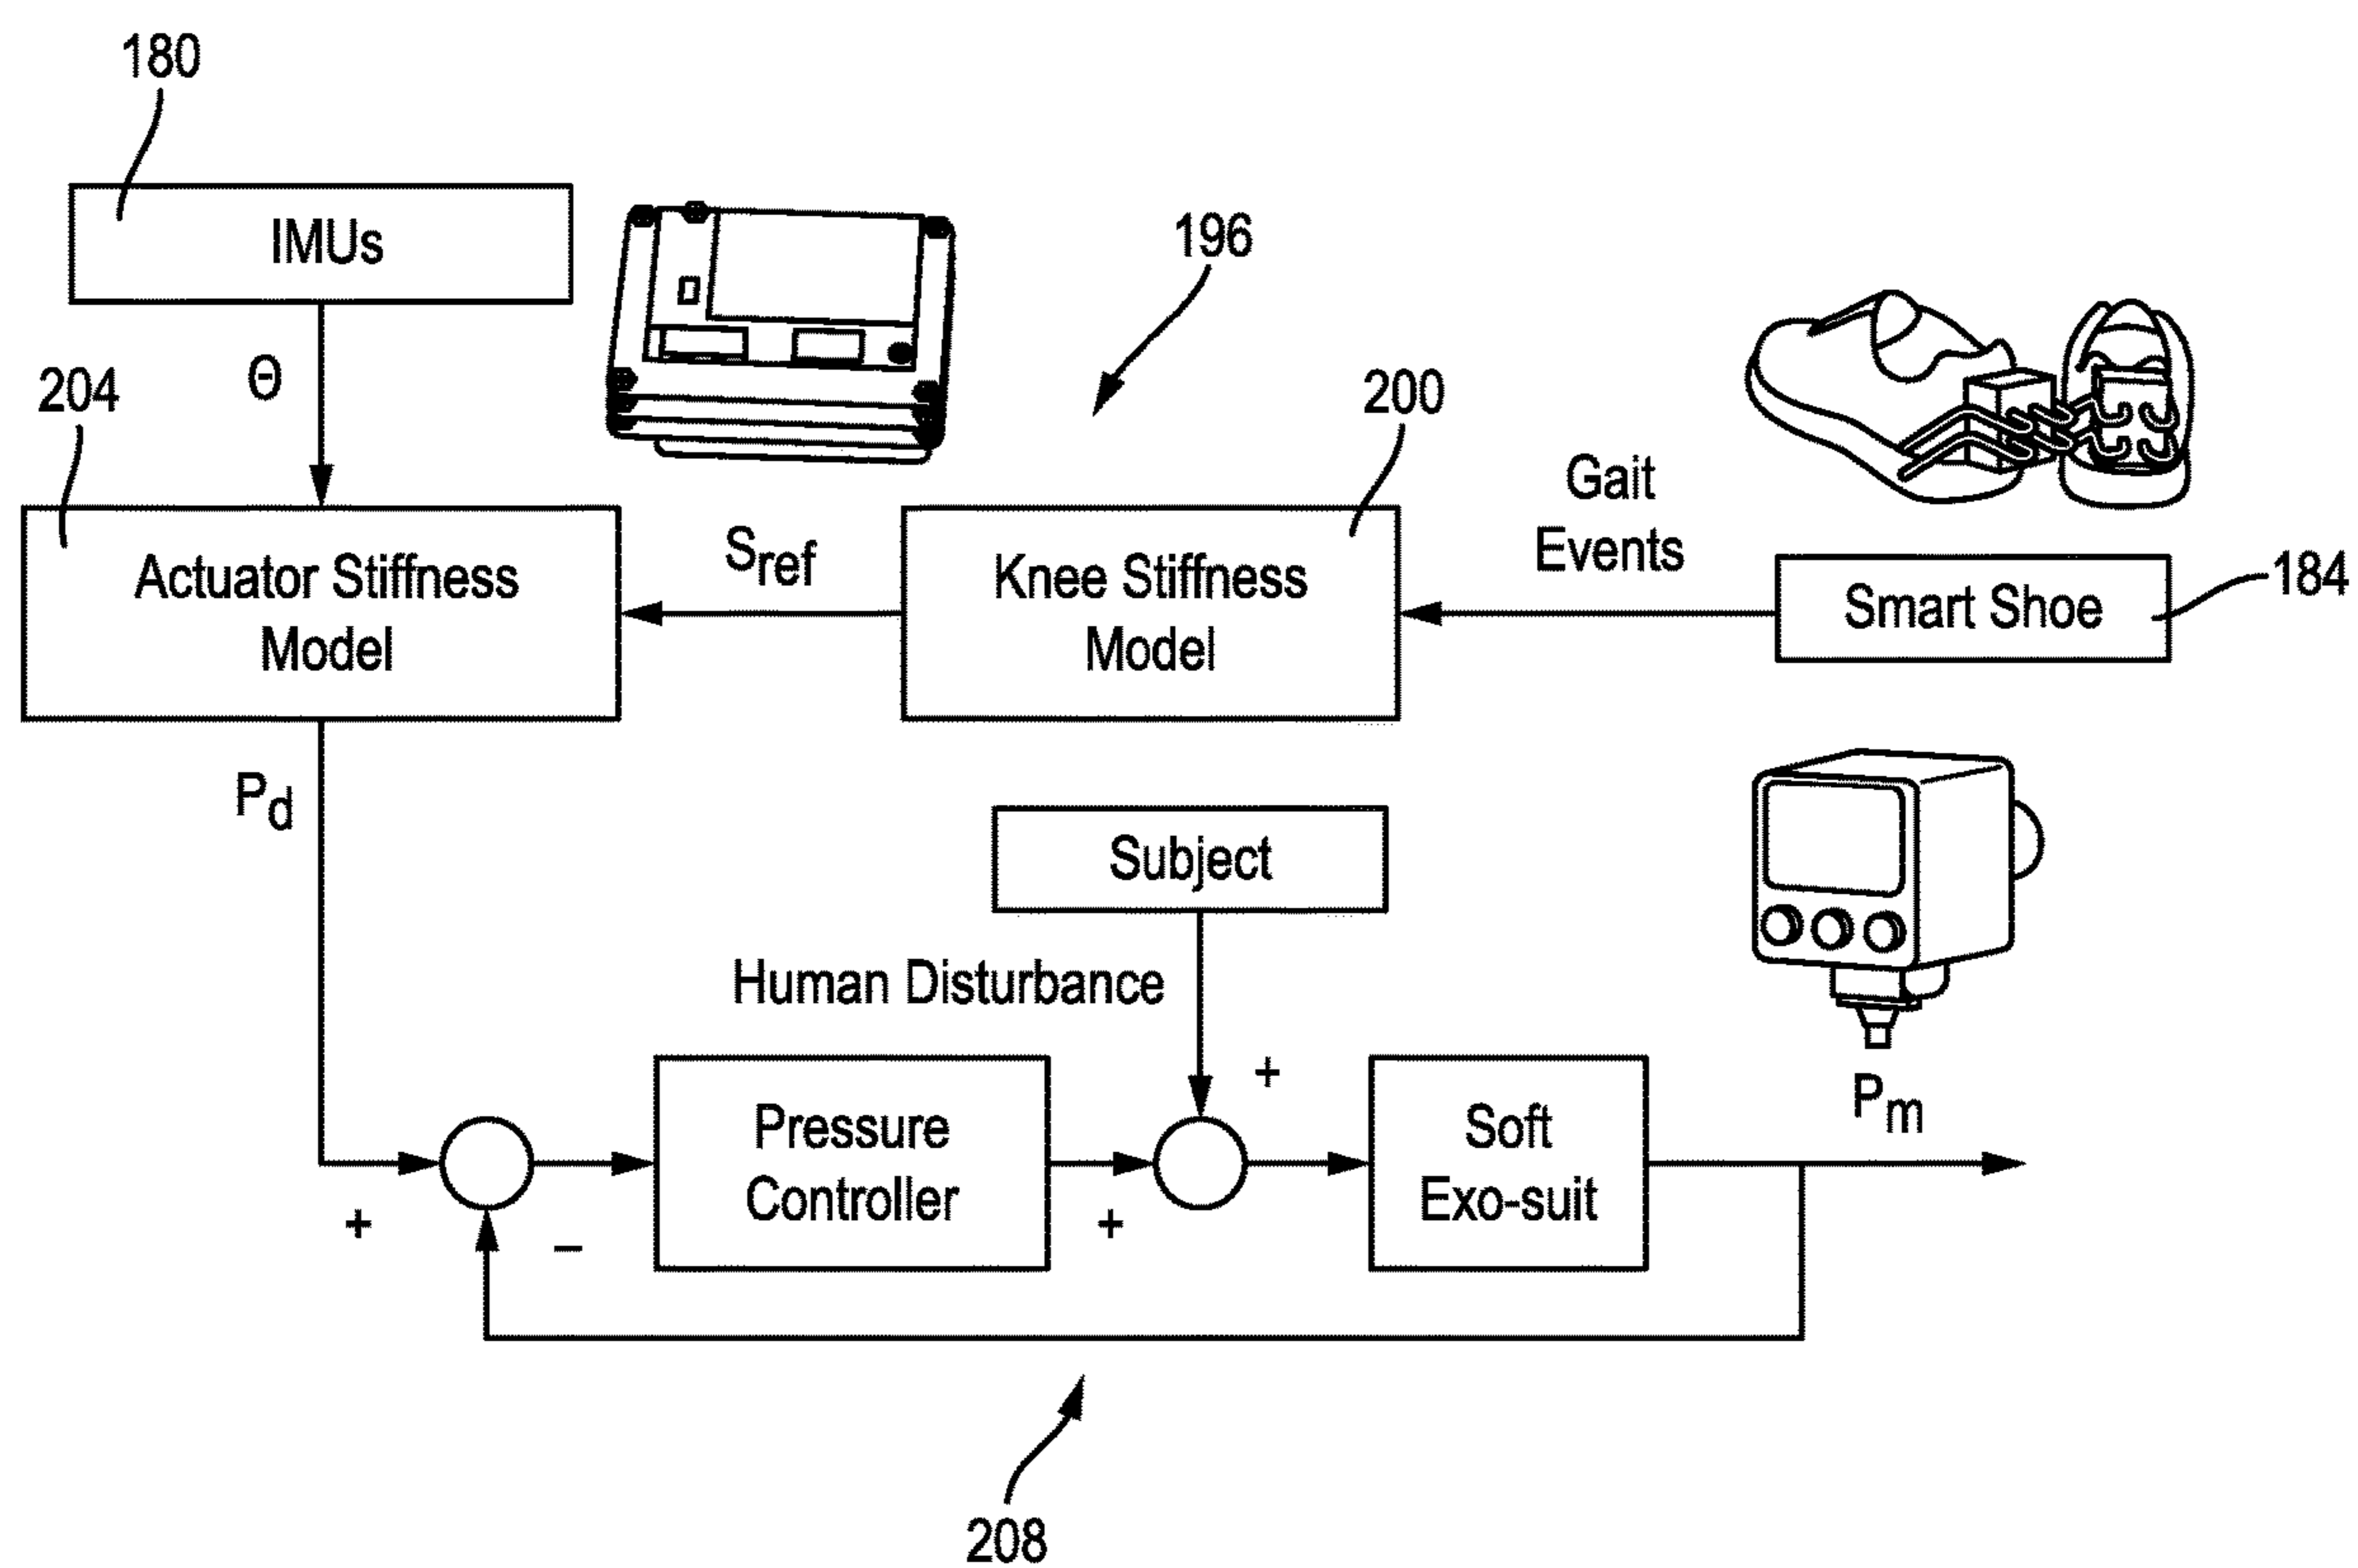 180
IMUs
196
Θ
204
200
Gait
Events
Actuator Stiffness
Model
Sref
Knee Stiffness
Model
Smart Shoe
184
Pd
Subject
Human Disturbance
+
Pressure
Controller
Soft
Exo-suit
Pm
+
−
+
208